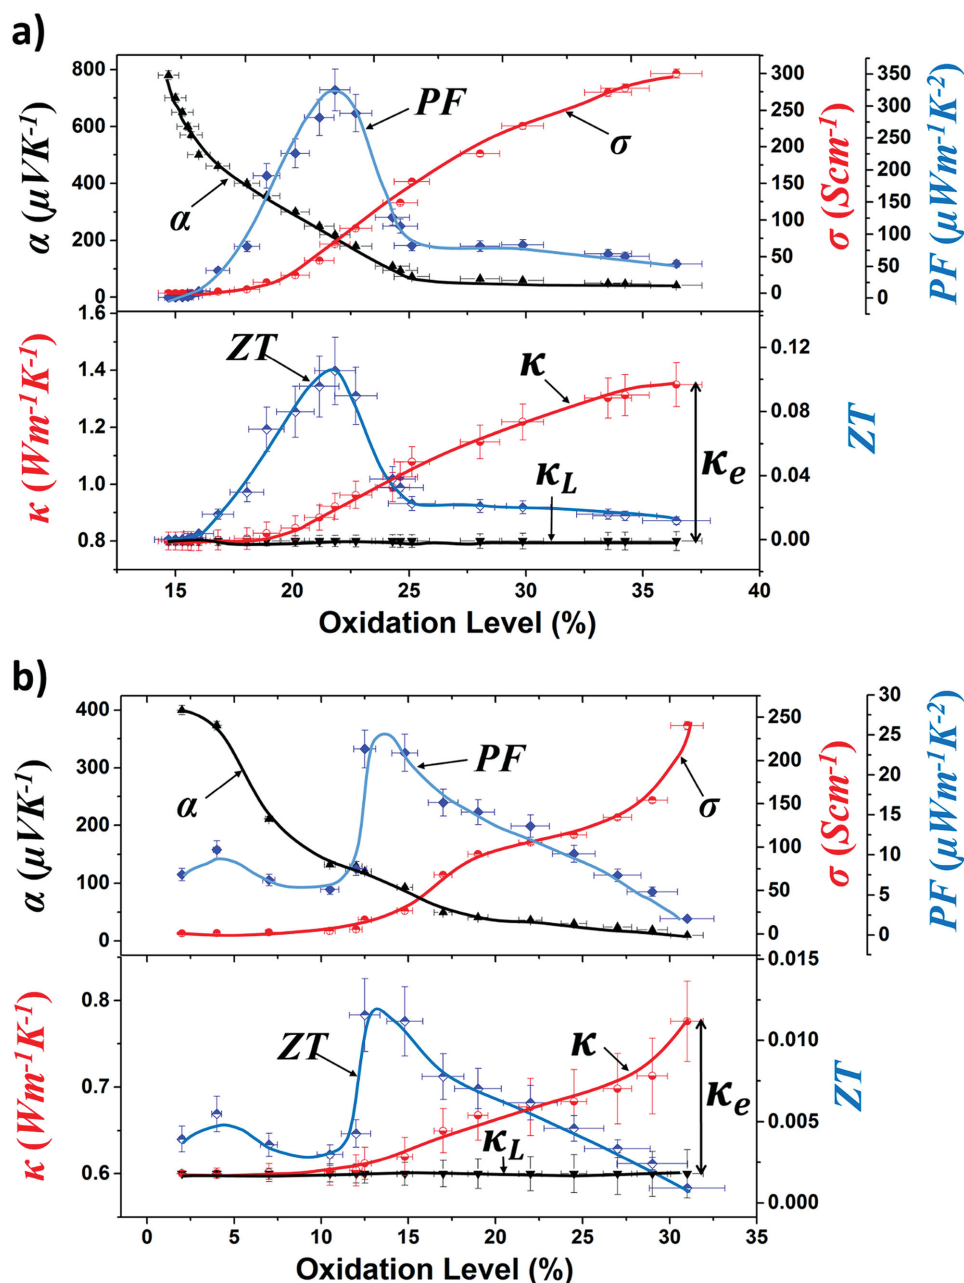 a)
α (μVK⁻¹)
800
600
400
200
0
PF
α
σ
300
250
200
150
100
50
0
σ (Scm⁻¹)
350
300
250
200
150
100
50
0
PF (μWm⁻¹K⁻²)
κ (Wm⁻¹K⁻¹)
1.6
1.4
1.2
1.0
0.8
ZT
κ
κL
κe
0.12
0.08
0.04
0.00
ZT
15 20 25 30 35 40
Oxidation Level (%)
b)
α (μVK⁻¹)
400
300
200
100
0
α
PF
σ
250
200
150
100
50
0
σ (Scm⁻¹)
30
25
20
15
10
5
0
PF (μWm⁻¹K⁻²)
κ (Wm⁻¹K⁻¹)
0.8
0.7
0.6
ZT
κ
κL
κe
0.015
0.010
0.005
0.000
ZT
0 5 10 15 20 25 30 35
Oxidation Level (%)